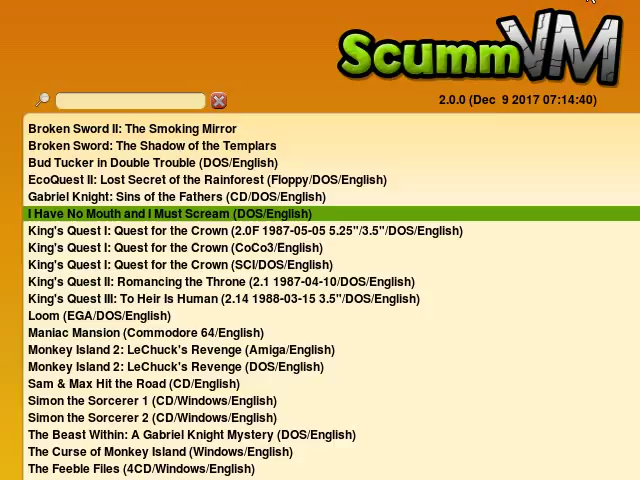 ScummVM
2.0.0 (Dec  9 2017 07:14:40)
Broken Sword II: The Smoking Mirror
Broken Sword: The Shadow of the Templars
Bud Tucker in Double Trouble (DOS/English)
EcoQuest II: Lost Secret of the Rainforest (Floppy/DOS/English)
Gabriel Knight: Sins of the Fathers (CD/DOS/English)
I Have No Mouth and I Must Scream (DOS/English)
King's Quest I: Quest for the Crown (2.0F 1987-05-05 5.25"/3.5"/DOS/English)
King's Quest I: Quest for the Crown (CoCo3/English)
King's Quest I: Quest for the Crown (SCI/DOS/English)
King's Quest II: Romancing the Throne (2.1 1987-04-10/DOS/English)
King's Quest III: To Heir Is Human (2.14 1988-03-15 3.5"/DOS/English)
Loom (EGA/DOS/English)
Maniac Mansion (Commodore 64/English)
Monkey Island 2: LeChuck's Revenge (Amiga/English)
Monkey Island 2: LeChuck's Revenge (DOS/English)
Sam & Max Hit the Road (CD/English)
Simon the Sorcerer 1 (CD/Windows/English)
Simon the Sorcerer 2 (CD/Windows/English)
The Beast Within: A Gabriel Knight Mystery (DOS/English)
The Curse of Monkey Island (Windows/English)
The Feeble Files (4CD/Windows/English)